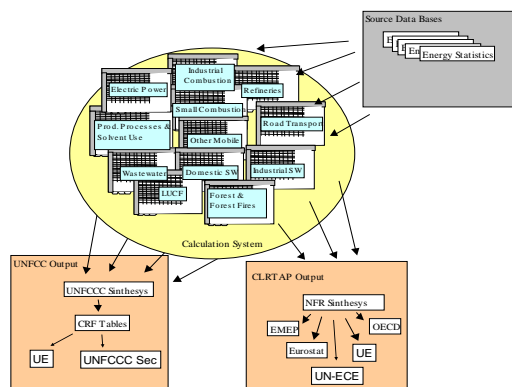 Source Data Bases
E
E
E
Energy Statistics
Industrial
Combustion
Electric Power
Refineries
Small Combustio
Road Transpor
Prod. Processes &
Solvent Use
Other Mobile
Wastewater
Domestic SW
Industrial SW
LUCF
Forest &
Forest Fires
Calculation System
UNFCC Output
UNFCCC Sinthesys
CRF Tables
UE
UNFCCC Sec
CLRTAP Output
NFR Sinthesys
EMEP
OECD
Eurostat
UE
UN-ECE